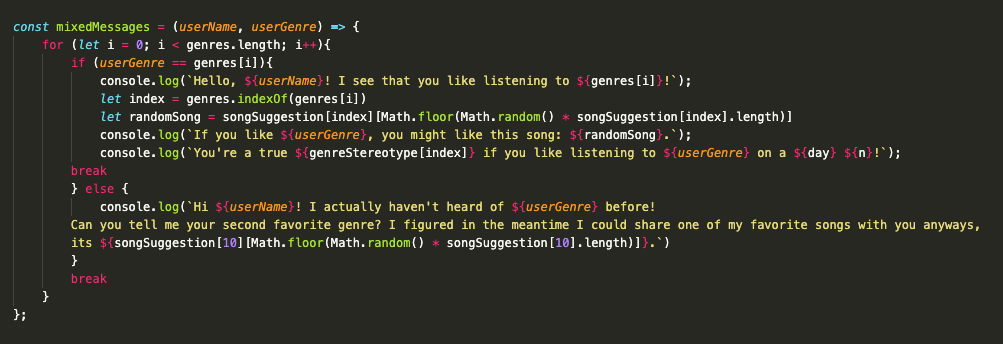 const mixedMessages = (userName, userGenre) => {
    for (let i = 0; i < genres.length; i++){
        if (userGenre == genres[i]){
            console.log(`Hello, ${userName}! I see that you like listening to ${genres[i]}!`);
            let index = genres.indexOf(genres[i])
            let randomSong = songSuggestion[index][Math.floor(Math.random() * songSuggestion[index].length)]
            console.log(`If you like ${userGenre}, you might like this song: ${randomSong}.`);
            console.log(`You're a true ${genreStereotype[index]} if you like listening to ${userGenre} on a ${day} ${n}!`);
        break
        } else {
            console.log(`Hi ${userName}! I actually haven't heard of ${userGenre} before!
        Can you tell me your second favorite genre? I figured in the meantime I could share one of my favorite songs with you anyways,
        its ${songSuggestion[10][Math.floor(Math.random() * songSuggestion[10].length)]}.`)
        }
        break
    }
};